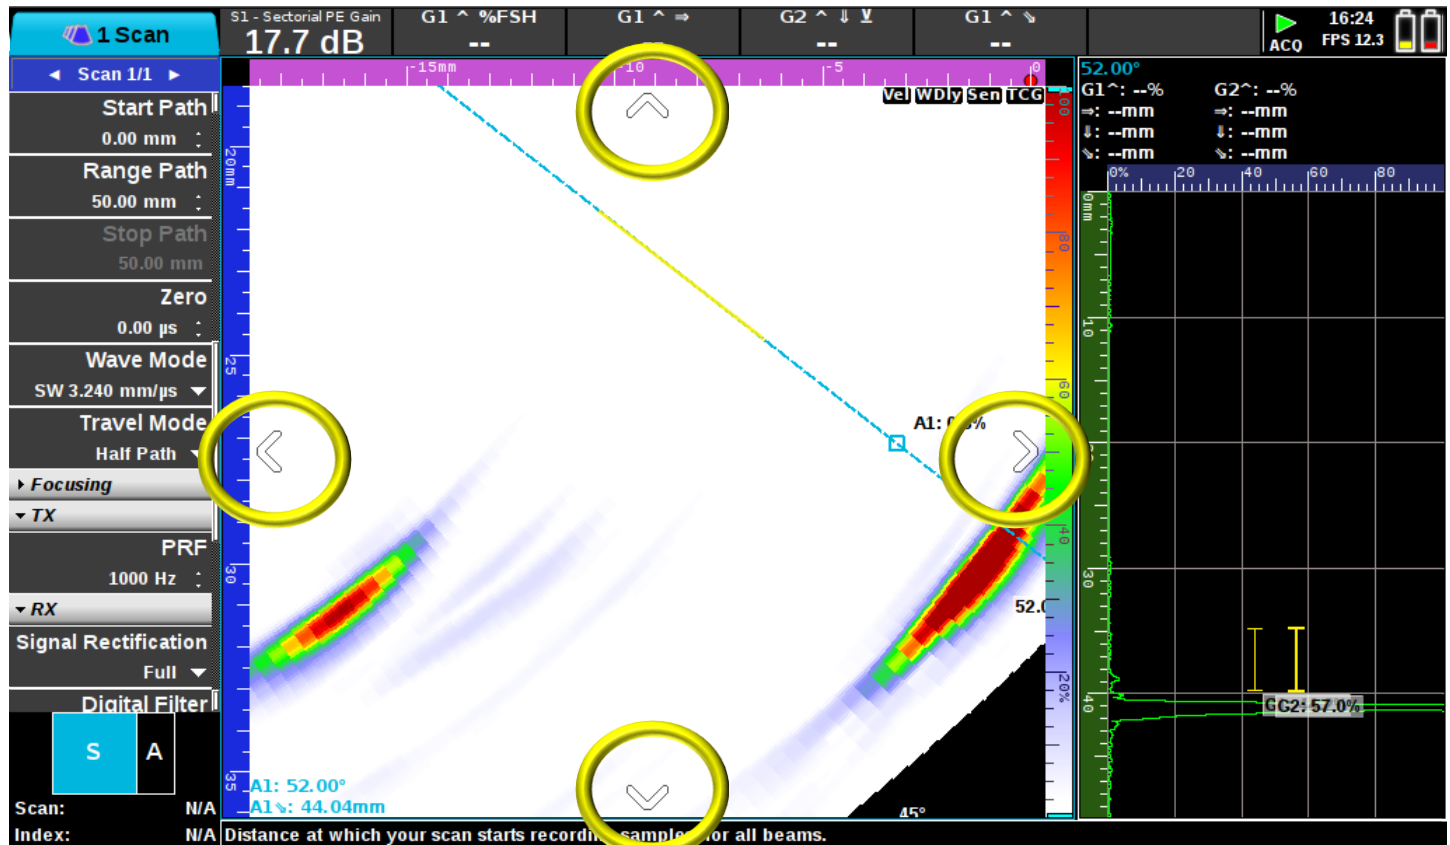 1 Scan
S1 - Sectorial PE Gain
17.7 dB
G1 ^ %FSH
--
G1 ^ ⇒
--
G2 ^ ⇓ ⊻
--
G1 ^ ⇘
--
ACQ
16:24
FPS 12.3
◄ Scan 1/1 ►
Start Path
0.00 mm
Range Path
50.00 mm
Stop Path
50.00 mm
Zero
0.00 µs
Wave Mode
SW 3.240 mm/µs
Travel Mode
Half Path
Focusing
TX
PRF
1000 Hz
RX
Signal Rectification
Full
Digital Filter
S A
Scan: N/A
Index: N/A
-15mm -10 -5 0
Vel WDly Sen TCG
20mm
25
30
35
100
80
60
40
20%
52.0
45°
A1: 52.00°
A1⇘: 44.04mm
52.00°
G1^: --% G2^: --%
⇒: --mm ⇒: --mm
⇓: --mm ⇓: --mm
⇘: --mm ⇘: --mm
0% 20 40 60 80
0mm
10
30
40
G2: 57.0%
Distance at which your scan starts recording samples for all beams.